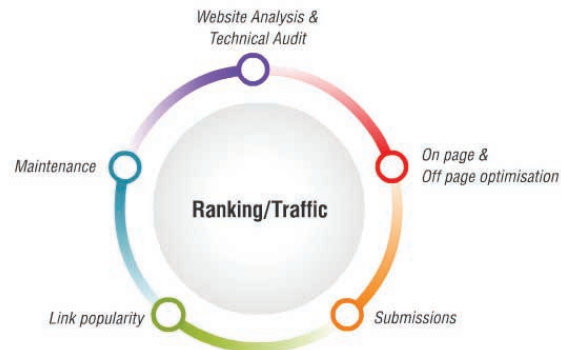 Website Analysis &
Technical Audit
On page &
Off page optimisation
Submissions
Link popularity
Maintenance
Ranking/Traffic